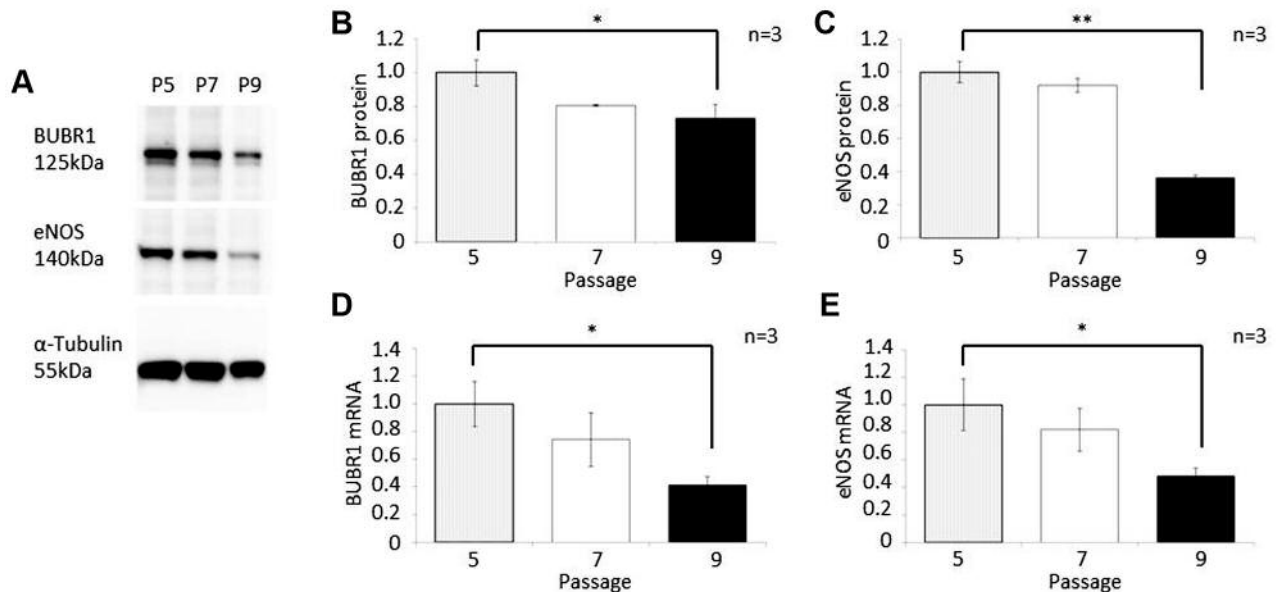 A
P5 P7 P9
BUBR1
125kDa
eNOS
140kDa
α-Tubulin
55kDa
B
*
n=3
BUBR1 protein
1.2
1.0
0.8
0.6
0.4
0.2
0
5 7 9
Passage
C
**
n=3
eNOS protein
1.2
1.0
0.8
0.6
0.4
0.2
0
5 7 9
Passage
D
*
n=3
BUBR1 mRNA
1.4
1.2
1.0
0.8
0.6
0.4
0.2
0
5 7 9
Passage
E
*
n=3
eNOS mRNA
1.4
1.2
1.0
0.8
0.6
0.4
0.2
0
5 7 9
Passage